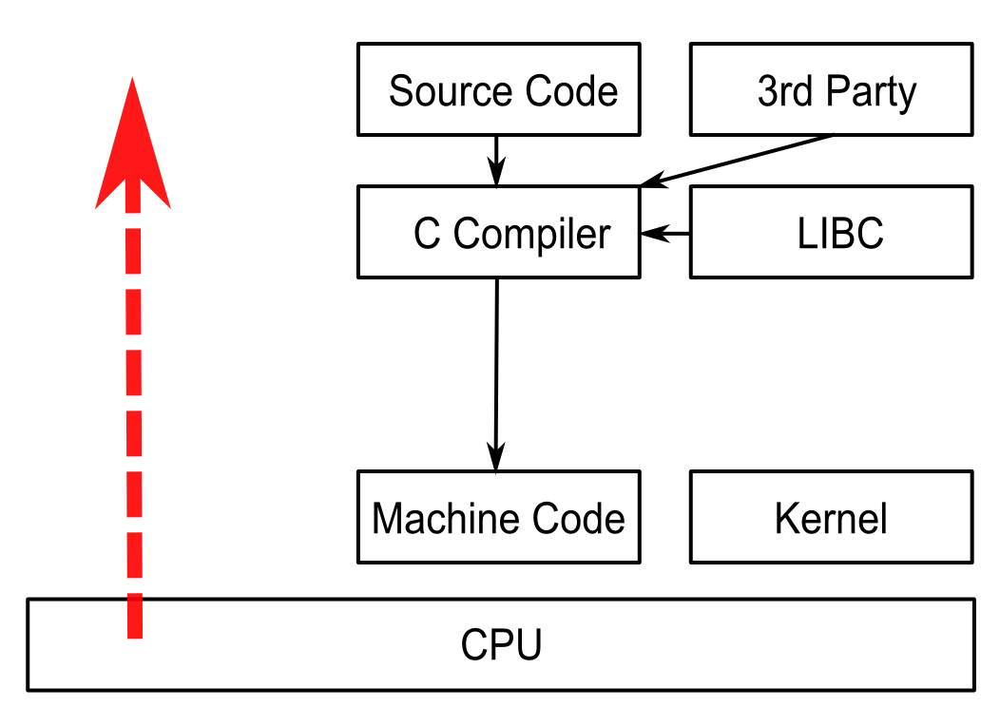 Source Code
3rd Party
C Compiler
LIBC
Machine Code
Kernel
CPU